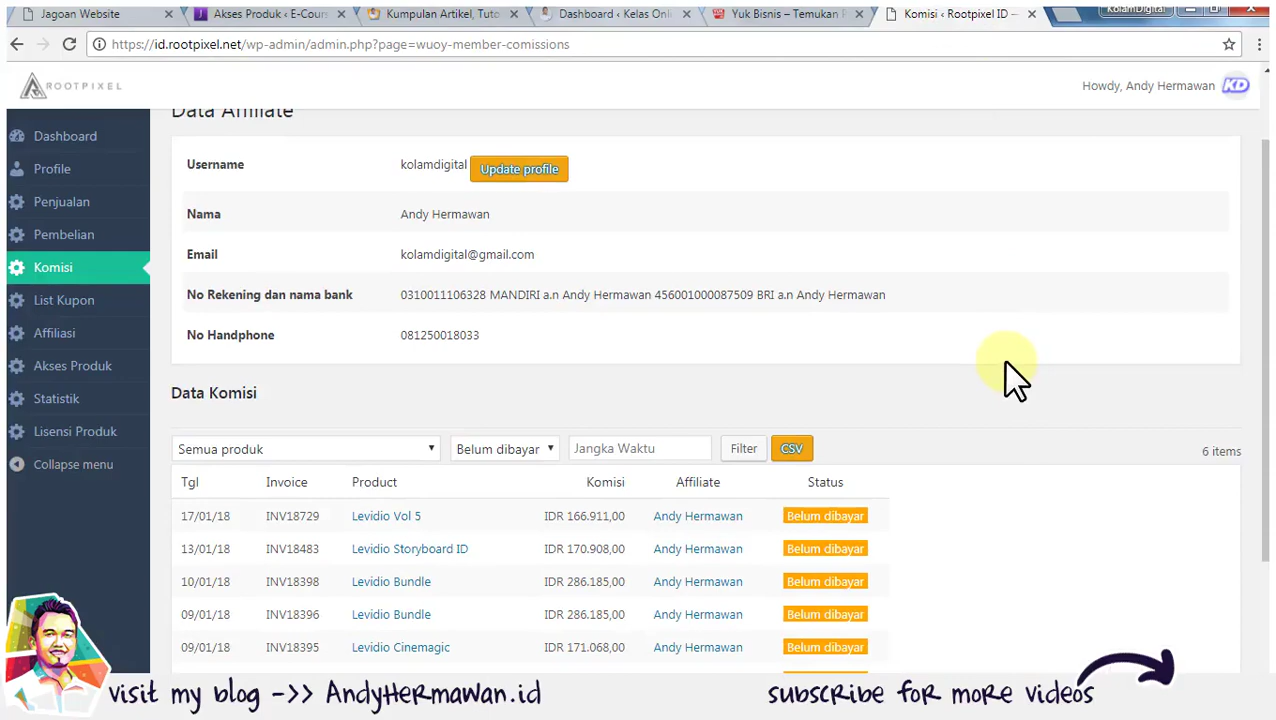 Jagoan Website
Akses Produk ‹ E-Cours
Kumpulan Artikel, Tuto
Dashboard ‹ Kelas Onli
Yuk Bisnis – Temukan P
Komisi ‹ Rootpixel ID —
KolamDigital
https://id.rootpixel.net/wp-admin/admin.php?page=wuoy-member-comissions
ROOTPIXEL
Howdy, Andy Hermawan
KD
Dashboard
Profile
Penjualan
Pembelian
Komisi
List Kupon
Affiliasi
Akses Produk
Statistik
Lisensi Produk
Collapse menu
Data Affiliate
Username kolamdigital Update profile
Nama Andy Hermawan
Email kolamdigital@gmail.com
No Rekening dan nama bank 0310011106328 MANDIRI a.n Andy Hermawan 456001000087509 BRI a.n Andy Hermawan
No Handphone 081250018033
Data Komisi
Semua produk Belum dibayar Jangka Waktu Filter CSV 6 items
Tgl Invoice Product Komisi Affiliate Status
17/01/18 INV18729 Levidio Vol 5 IDR 166.911,00 Andy Hermawan Belum dibayar
13/01/18 INV18483 Levidio Storyboard ID IDR 170.908,00 Andy Hermawan Belum dibayar
10/01/18 INV18398 Levidio Bundle IDR 286.185,00 Andy Hermawan Belum dibayar
09/01/18 INV18396 Levidio Bundle IDR 286.185,00 Andy Hermawan Belum dibayar
09/01/18 INV18395 Levidio Cinemagic IDR 171.068,00 Andy Hermawan Belum dibayar
visit my blog ->> AndyHermawan.id
subscribe for more videos